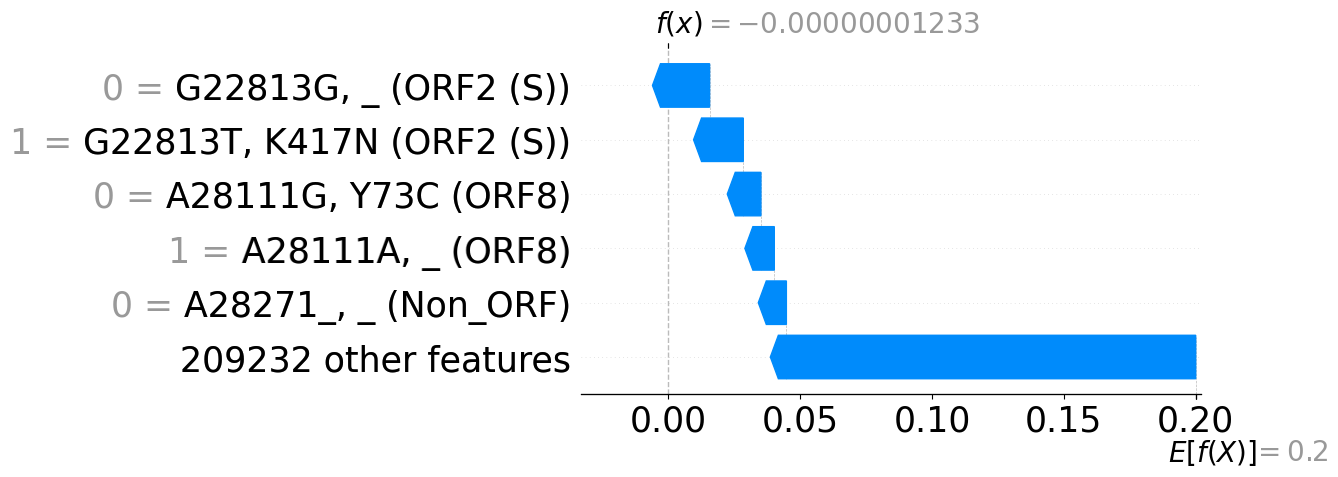 f(x) = −0.00000001233
0 = G22813G, _ (ORF2 (S))
1 = G22813T, K417N (ORF2 (S))
0 = A28111G, Y73C (ORF8)
1 = A28111A, _ (ORF8)
0 = A28271_, _ (Non_ORF)
209232 other features
0.00 0.05 0.10 0.15 0.20
E[f(X)] = 0.2